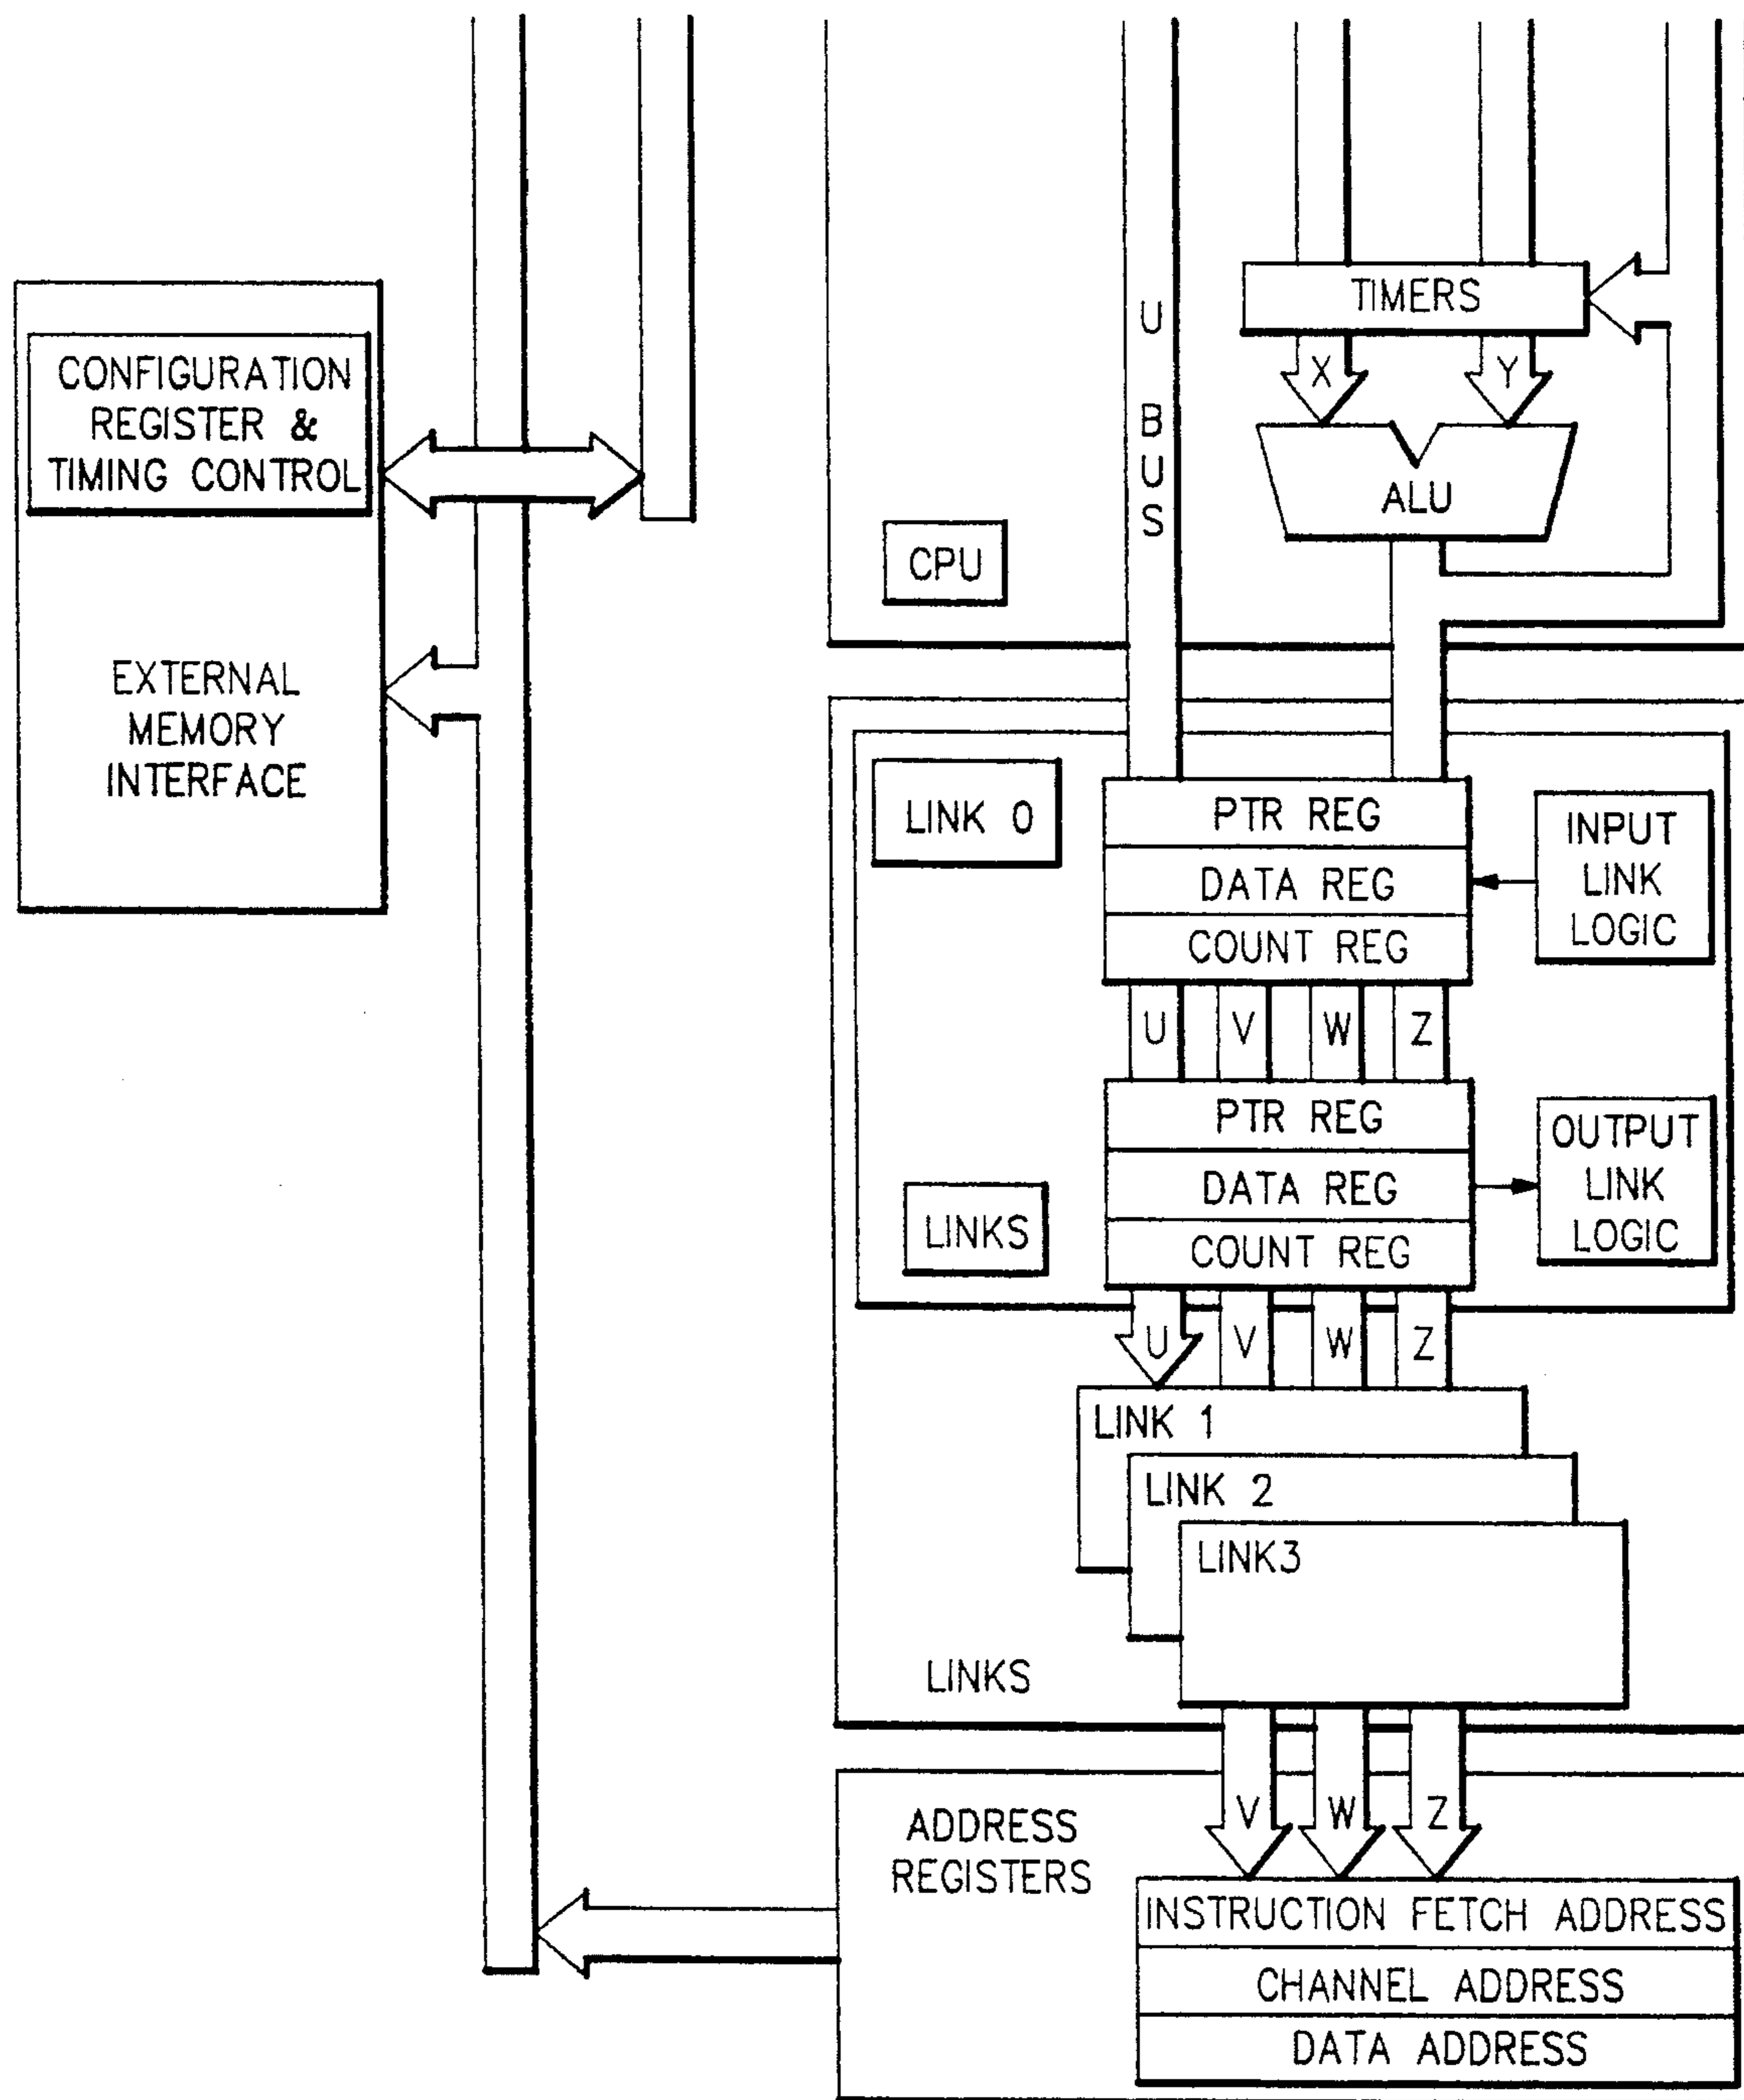 CONFIGURATION
REGISTER &
TIMING CONTROL
EXTERNAL
MEMORY
INTERFACE
U BUS
TIMERS
X Y
ALU
CPU
LINK 0
PTR REG
DATA REG
COUNT REG
INPUT
LINK
LOGIC
U V W Z
PTR REG
DATA REG
COUNT REG
OUTPUT
LINK
LOGIC
LINKS
U V W Z
LINK 1
LINK 2
LINK3
LINKS
V W Z
ADDRESS
REGISTERS
INSTRUCTION FETCH ADDRESS
CHANNEL ADDRESS
DATA ADDRESS